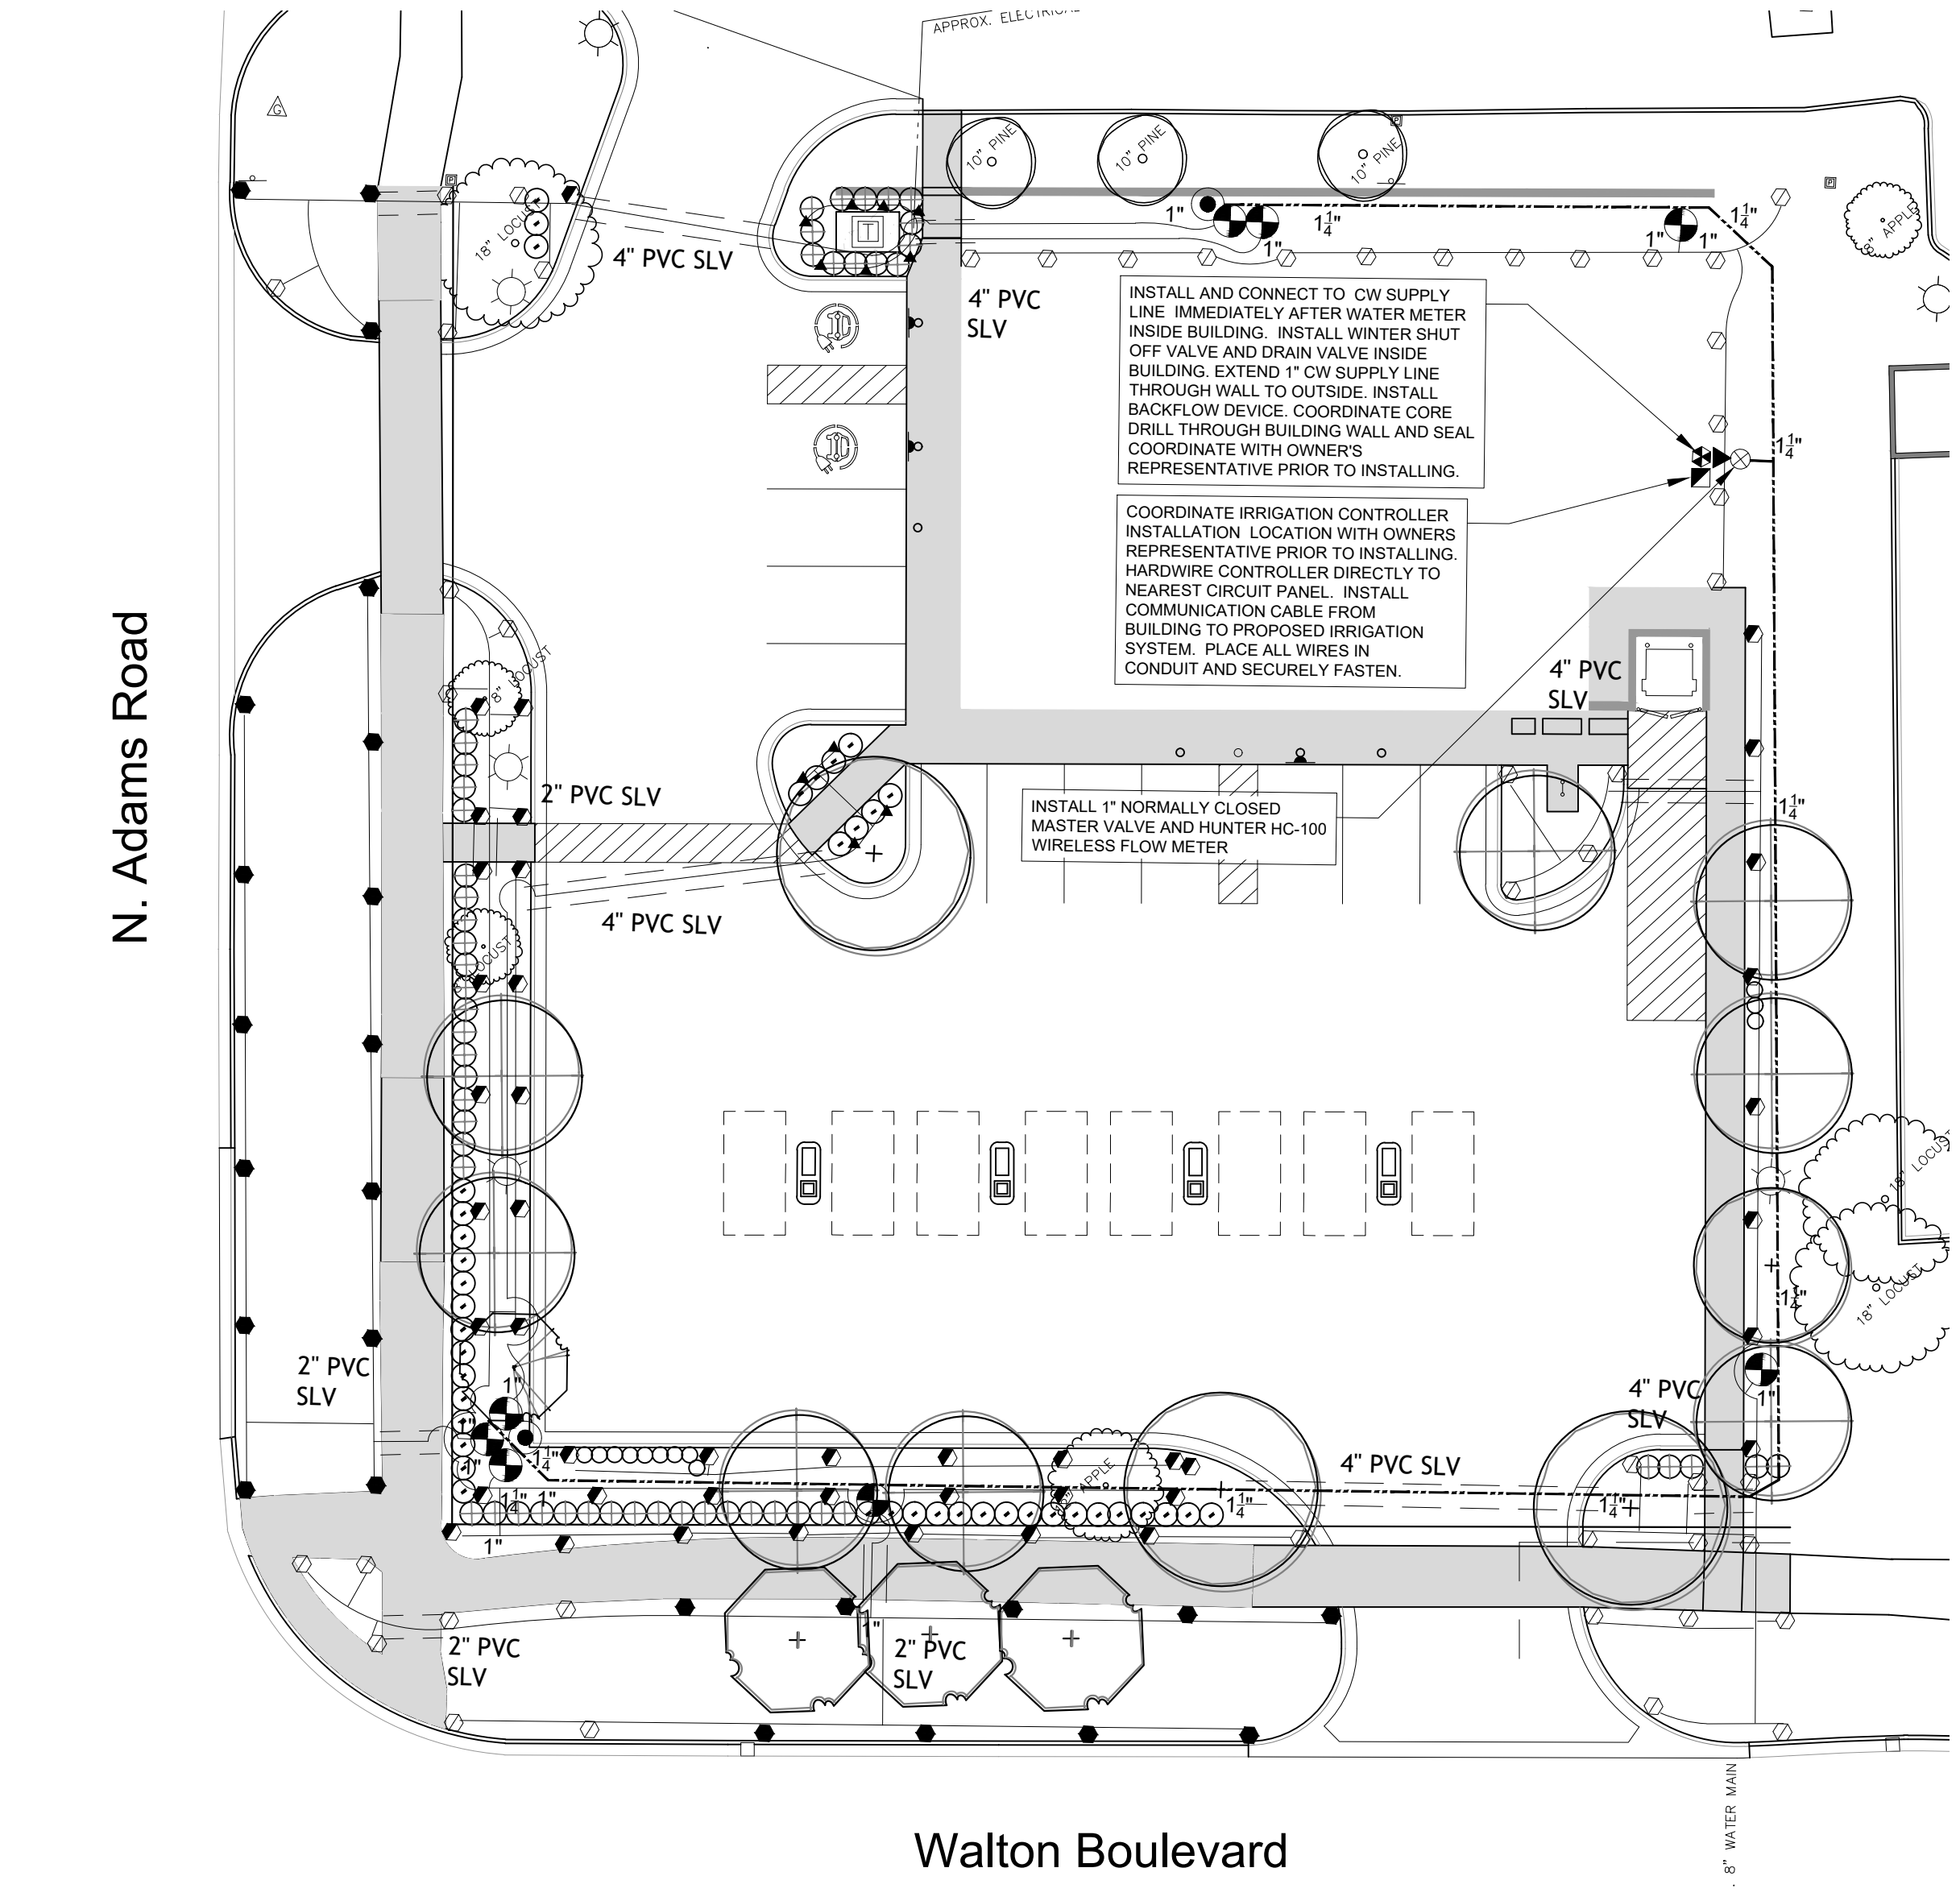 APPROX. ELECTRICAL
G
P
10" PINE
10" PINE
10" PINE
P
P
8" APPLE
18" LOCUST
T
4" PVC SLV
1"
1"
1 1/4"
1"
1"
1 1/4"
4" PVC
SLV
INSTALL AND CONNECT TO CW SUPPLY
LINE IMMEDIATELY AFTER WATER METER
INSIDE BUILDING. INSTALL WINTER SHUT
OFF VALVE AND DRAIN VALVE INSIDE
BUILDING. EXTEND 1" CW SUPPLY LINE
THROUGH WALL TO OUTSIDE. INSTALL
BACKFLOW DEVICE. COORDINATE CORE
DRILL THROUGH BUILDING WALL AND SEAL
COORDINATE WITH OWNER'S
REPRESENTATIVE PRIOR TO INSTALLING.
1 1/4"
COORDINATE IRRIGATION CONTROLLER
INSTALLATION LOCATION WITH OWNERS
REPRESENTATIVE PRIOR TO INSTALLING.
HARDWIRE CONTROLLER DIRECTLY TO
NEAREST CIRCUIT PANEL. INSTALL
COMMUNICATION CABLE FROM
BUILDING TO PROPOSED IRRIGATION
SYSTEM. PLACE ALL WIRES IN
CONDUIT AND SECURELY FASTEN.
N. Adams Road
8" LOCUST
4" PVC
SLV
2" PVC SLV
INSTALL 1" NORMALLY CLOSED
MASTER VALVE AND HUNTER HC-100
WIRELESS FLOW METER
1 1/4"
4" PVC SLV
LOCUST
18" LOCUST
18" LOCUST
1 1/4"
2" PVC
SLV
1"
1"
1"
1 1/4"
1 1/4"
1"
1"
APPLE
4" PVC SLV
1 1/4"
4" PVC
SLV
1"
1 1/4"
2" PVC
SLV
1"
2" PVC
SLV
8" WATER MAIN
Walton Boulevard